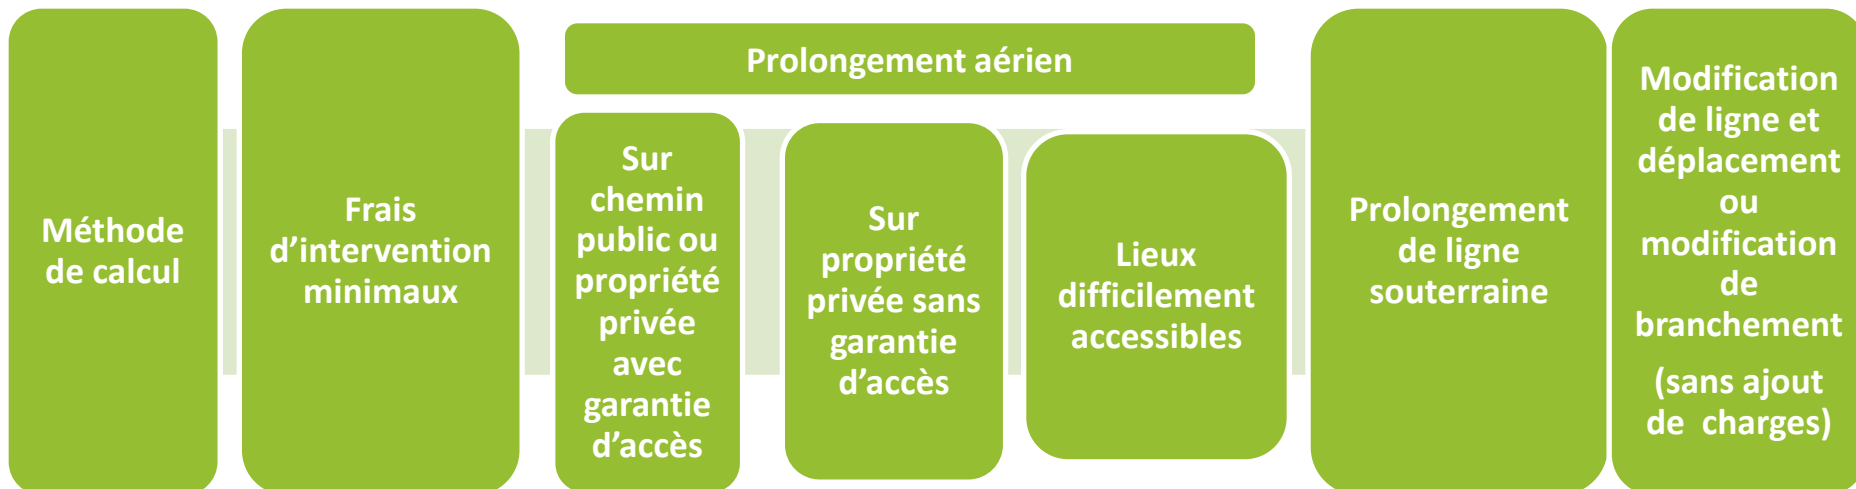 Méthode
de calcul
Frais
d’intervention
minimaux
Prolongement aérien
Sur
chemin
public ou
propriété
privée
avec
garantie
d’accès
Sur
propriété
privée sans
garantie
d’accès
Lieux
difficilement
accessibles
Prolongement
de ligne
souterraine
Modification
de ligne et
déplacement
ou
modification
de
branchement
(sans ajout
de  charges)